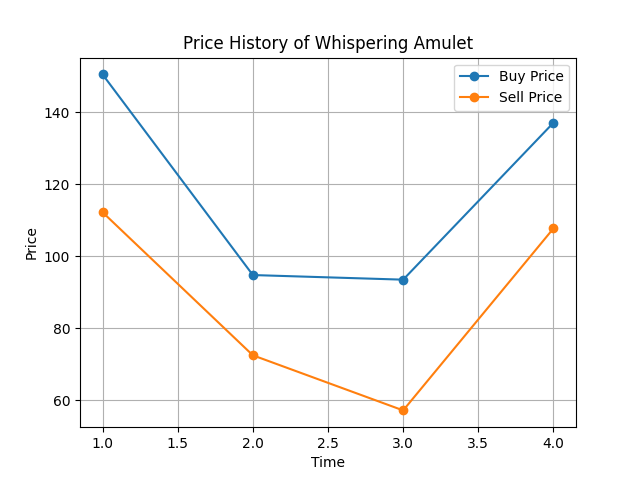 Price History of Whispering Amulet
Buy Price
Sell Price
Price
140
120
100
80
60
1.0 1.5 2.0 2.5 3.0 3.5 4.0
Time